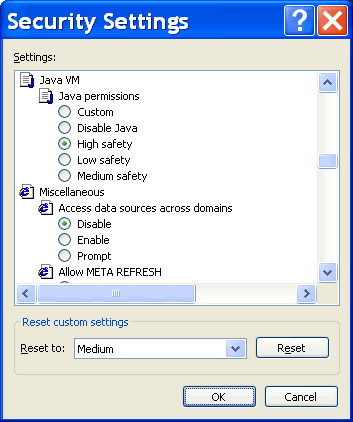 Security Settings
Settings:
Java VM
Java permissions
Custom
Disable Java
High safety
Low safety
Medium safety
Miscellaneous
Access data sources across domains
Disable
Enable
Prompt
Allow META REFRESH
Reset custom settings
Reset to: Medium Reset
OK Cancel